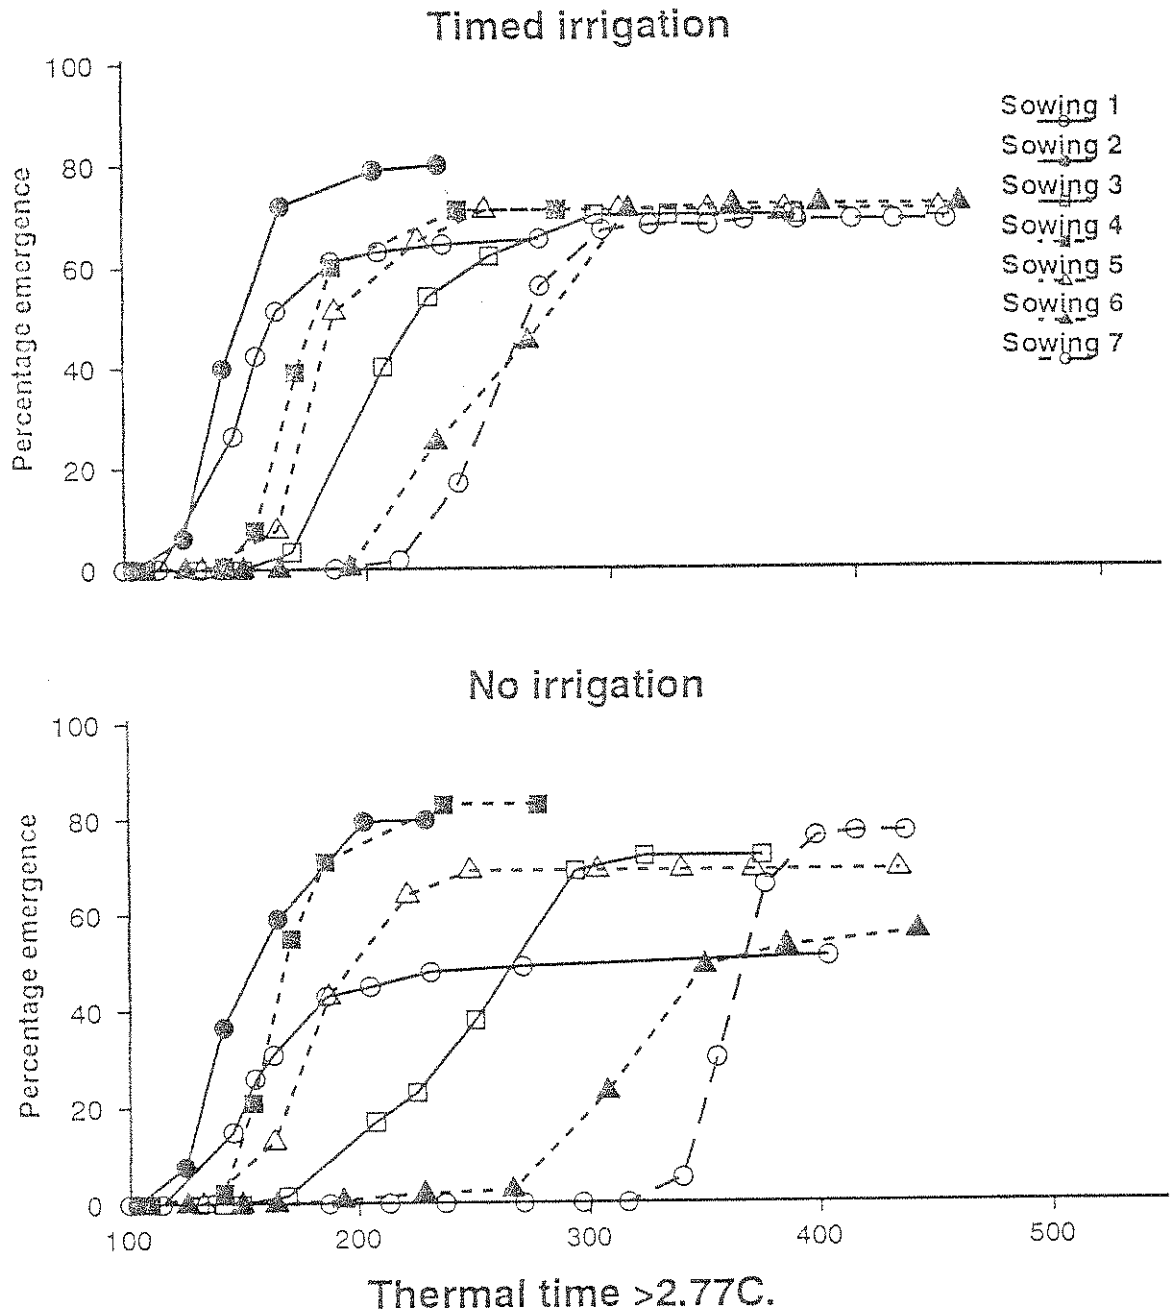 Timed irrigation
100
80
60
40
20
0
Percentage emergence
Sowing 1
Sowing 2
Sowing 3
Sowing 4
Sowing 5
Sowing 6
Sowing 7
No irrigation
100
80
60
40
20
0
Percentage emergence
100 200 300 400 500
Thermal time >2.77C.